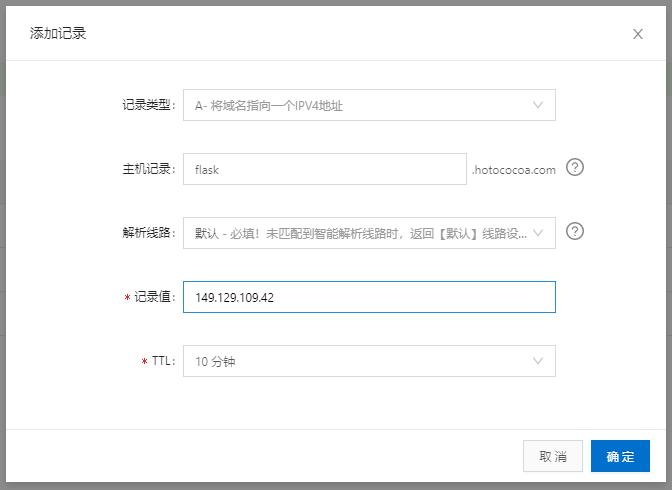 添加记录
记录类型：
A- 将域名指向一个IPV4地址
主机记录：
flask
.hotococoa.com
解析线路：
默认 - 必填！未匹配到智能解析线路时，返回【默认】线路设...
* 记录值：
149.129.109.42
* TTL：
10 分钟
取 消
确 定